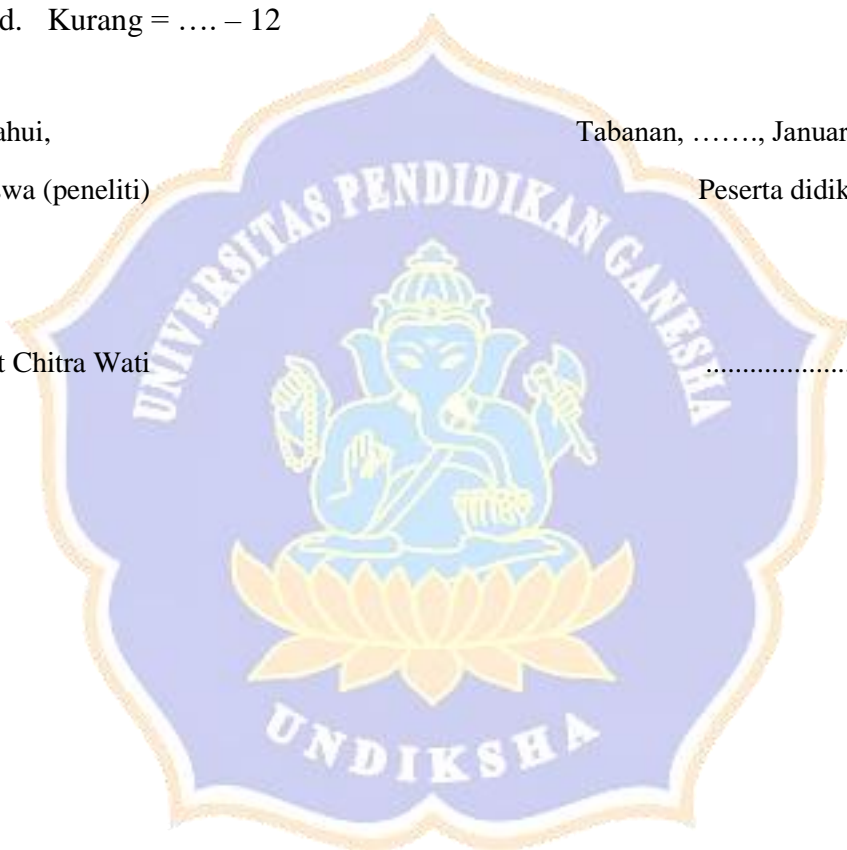 d. Kurang = …. – 12
ahui,
Tabanan, ……., Januar
wa (peneliti)
Peserta didik
UNIVERSITAS PENDIDIKAN GANESHA
t Chitra Wati
.....................
UNDIKSHA